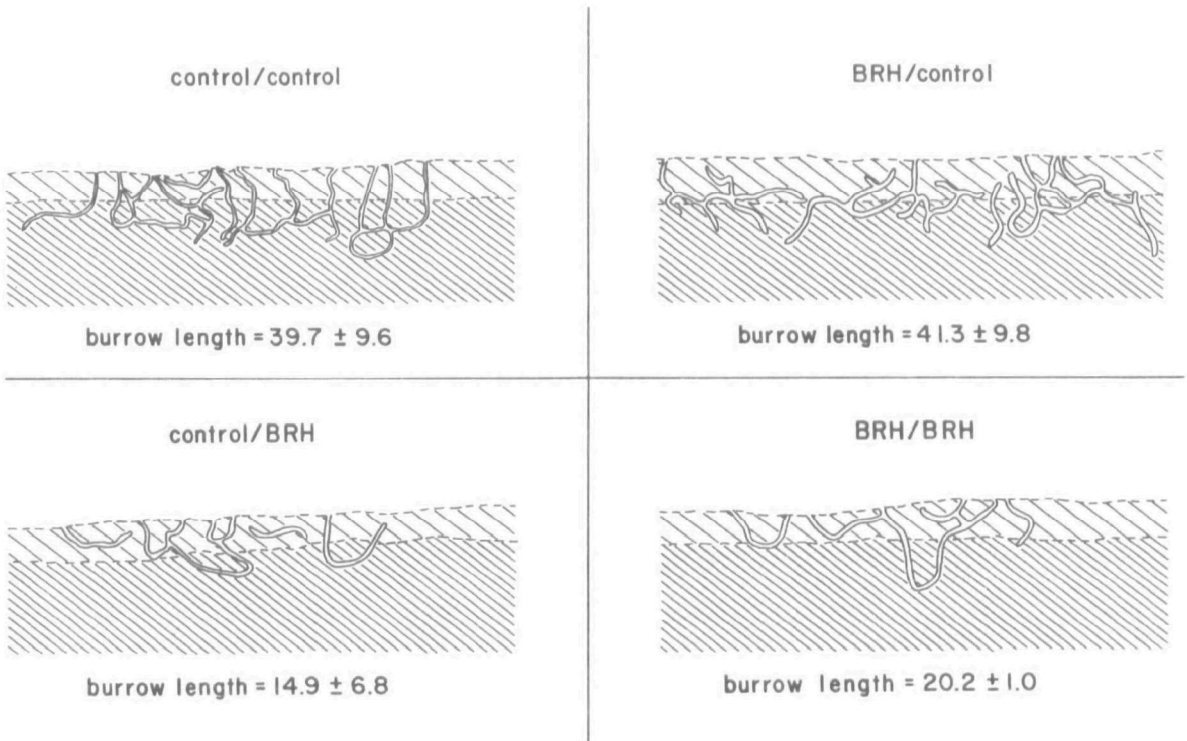 control/control
BRH/control
burrow length = 39.7 ± 9.6
burrow length = 41.3 ± 9.8
control/BRH
BRH/BRH
burrow length = 14.9 ± 6.8
burrow length = 20.2 ± 1.0